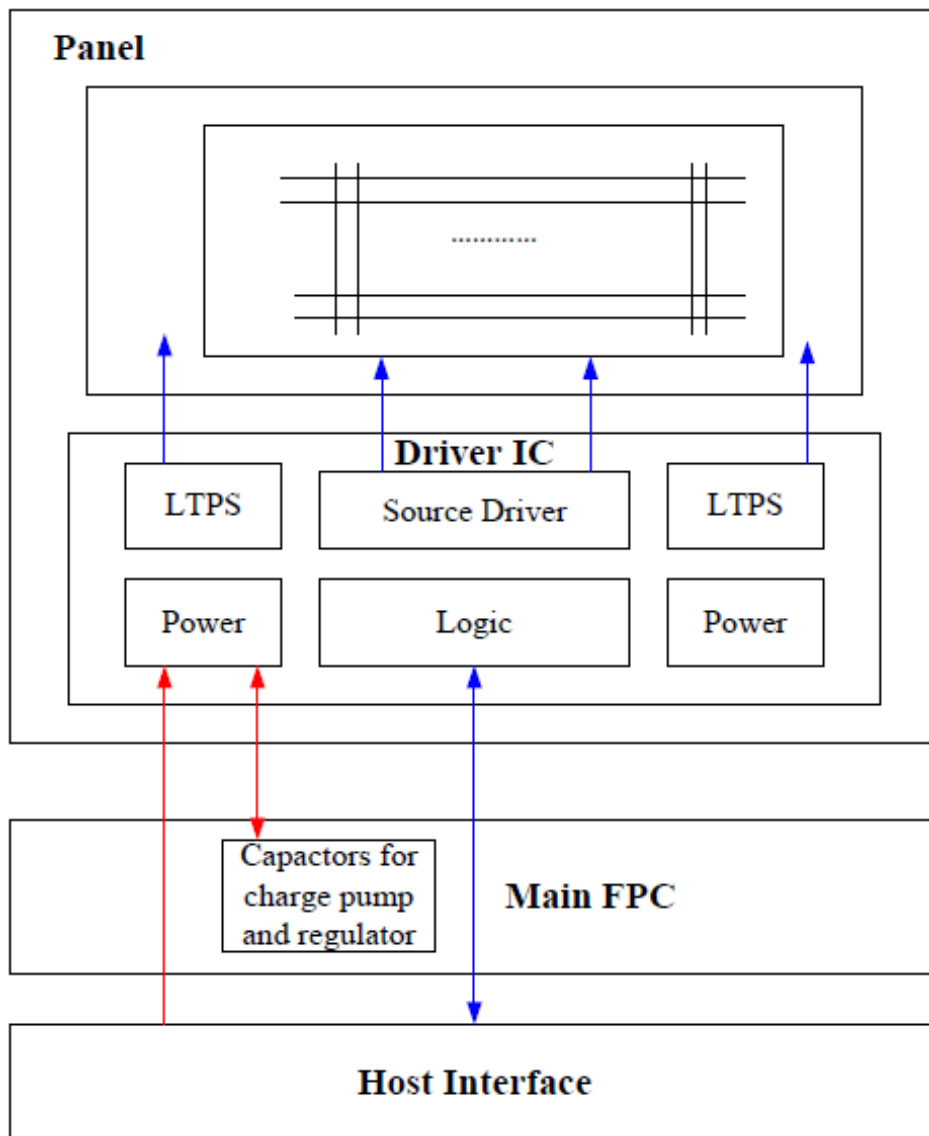 Panel
............
Driver IC
LTPS
Source Driver
LTPS
Power
Logic
Power
Capactors for
charge pump
and regulator
Main FPC
Host Interface